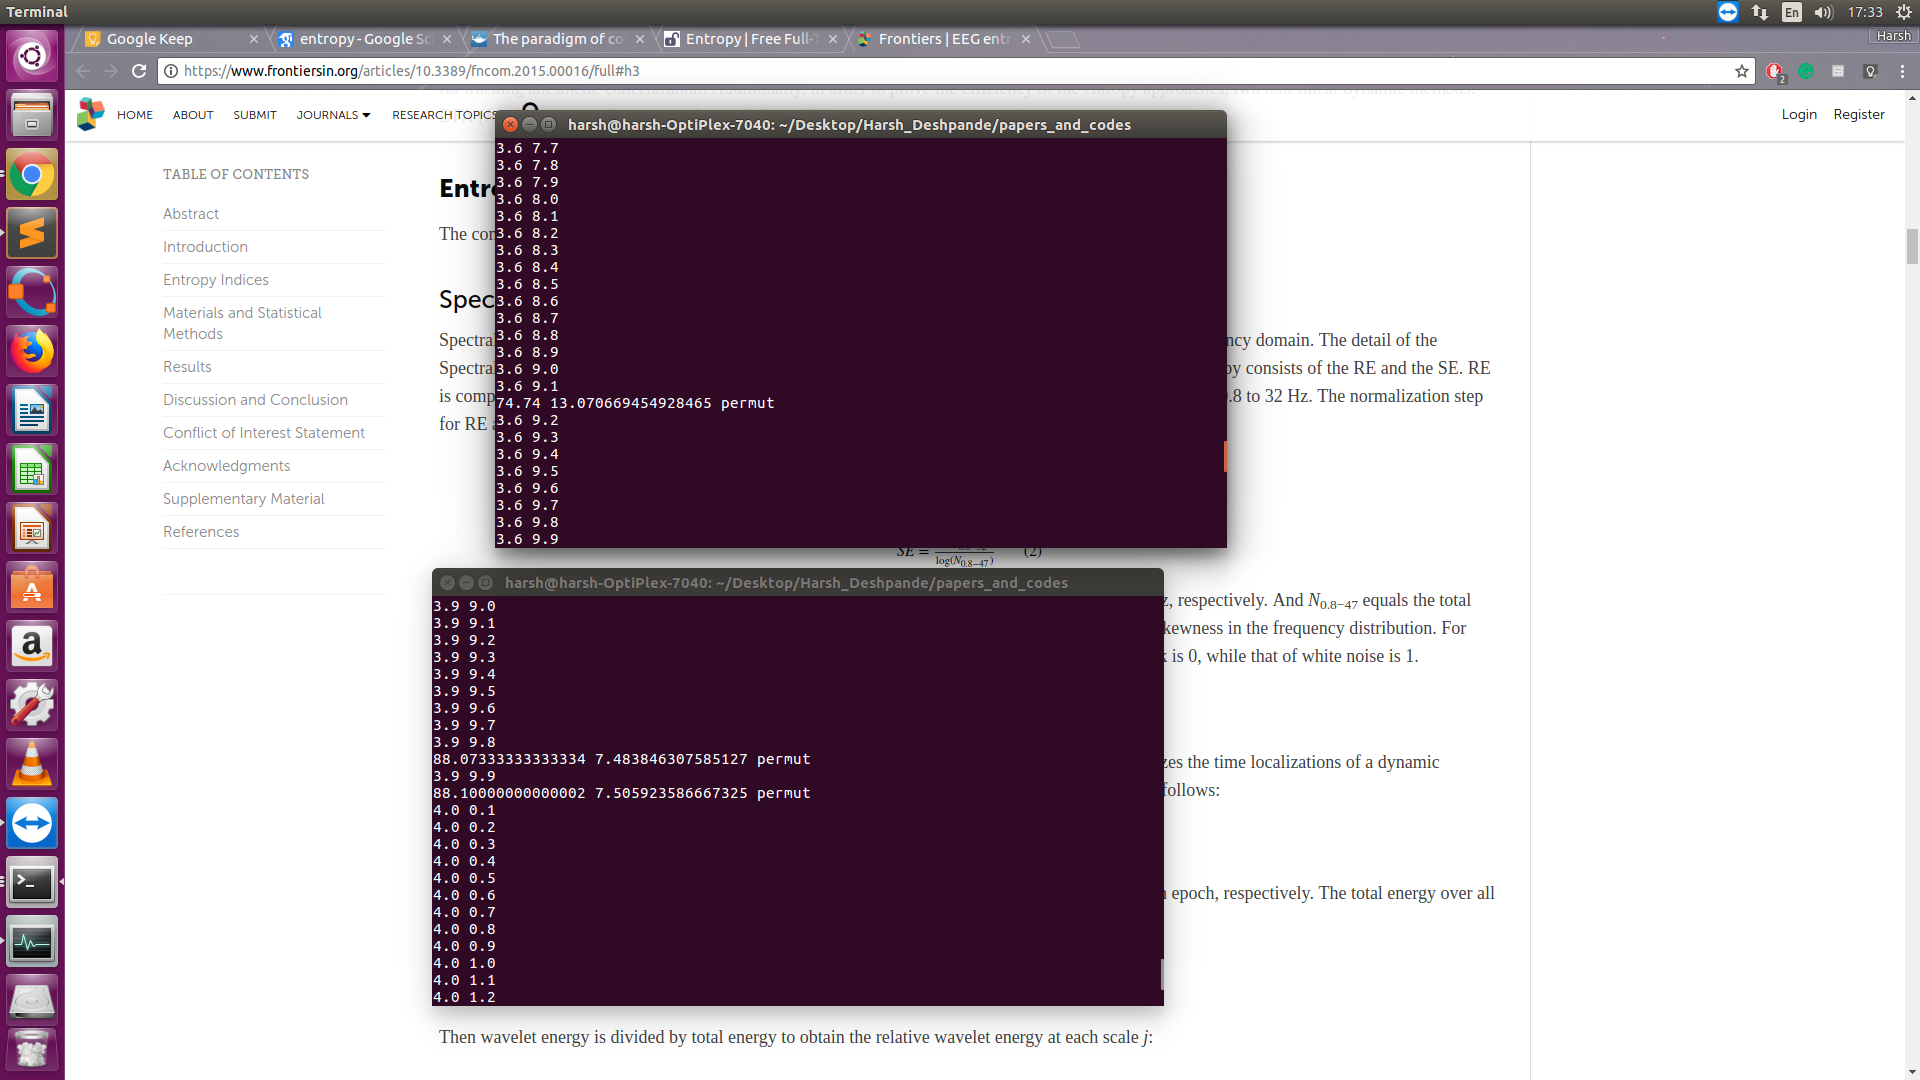 Terminal
En
17:33
Harsh
Google Keep
entropy - Google Sc
The paradigm of co
Entropy | Free Full-T
Frontiers | EEG ent
https://www.frontiersin.org/articles/10.3389/fncom.2015.00016/full#h3
2
HOME ABOUT SUBMIT JOURNALS RESEARCH TOPICS
Login Register
TABLE OF CONTENTS
Abstract
Introduction
Entropy Indices
Materials and Statistical
Methods
Results
Discussion and Conclusion
Conflict of Interest Statement
Acknowledgments
Supplementary Material
References
Entr
The co
Spec
Spectra
ncy domain. The detail of the
Spectra
consists of the RE and the SE. RE
is comp
.8 to 32 Hz. The normalization step
for RE
harsh@harsh-OptiPlex-7040: ~/Desktop/Harsh_Deshpande/papers_and_codes
3.6 7.7
3.6 7.8
3.6 7.9
3.6 8.0
3.6 8.1
3.6 8.2
3.6 8.3
3.6 8.4
3.6 8.5
3.6 8.6
3.6 8.7
3.6 8.8
3.6 8.9
3.6 9.0
3.6 9.1
74.74 13.070669454928465 permut
3.6 9.2
3.6 9.3
3.6 9.4
3.6 9.5
3.6 9.6
3.6 9.7
3.6 9.8
3.6 9.9
SE = log(N0.8−47) (2)
harsh@harsh-OptiPlex-7040: ~/Desktop/Harsh_Deshpande/papers_and_codes
3.9 9.0
3.9 9.1
3.9 9.2
3.9 9.3
3.9 9.4
3.9 9.5
3.9 9.6
3.9 9.7
3.9 9.8
88.07333333333334 7.483846307585127 permut
3.9 9.9
88.10000000000002 7.505923586667325 permut
4.0 0.1
4.0 0.2
4.0 0.3
4.0 0.4
4.0 0.5
4.0 0.6
4.0 0.7
4.0 0.8
4.0 0.9
4.0 1.0
4.0 1.1
4.0 1.2
z, respectively. And N0.8−47 equals the total
kewness in the frequency distribution. For
is 0, while that of white noise is 1.
zes the time localizations of a dynamic
follows:
epoch, respectively. The total energy over all
Then wavelet energy is divided by total energy to obtain the relative wavelet energy at each scale j: